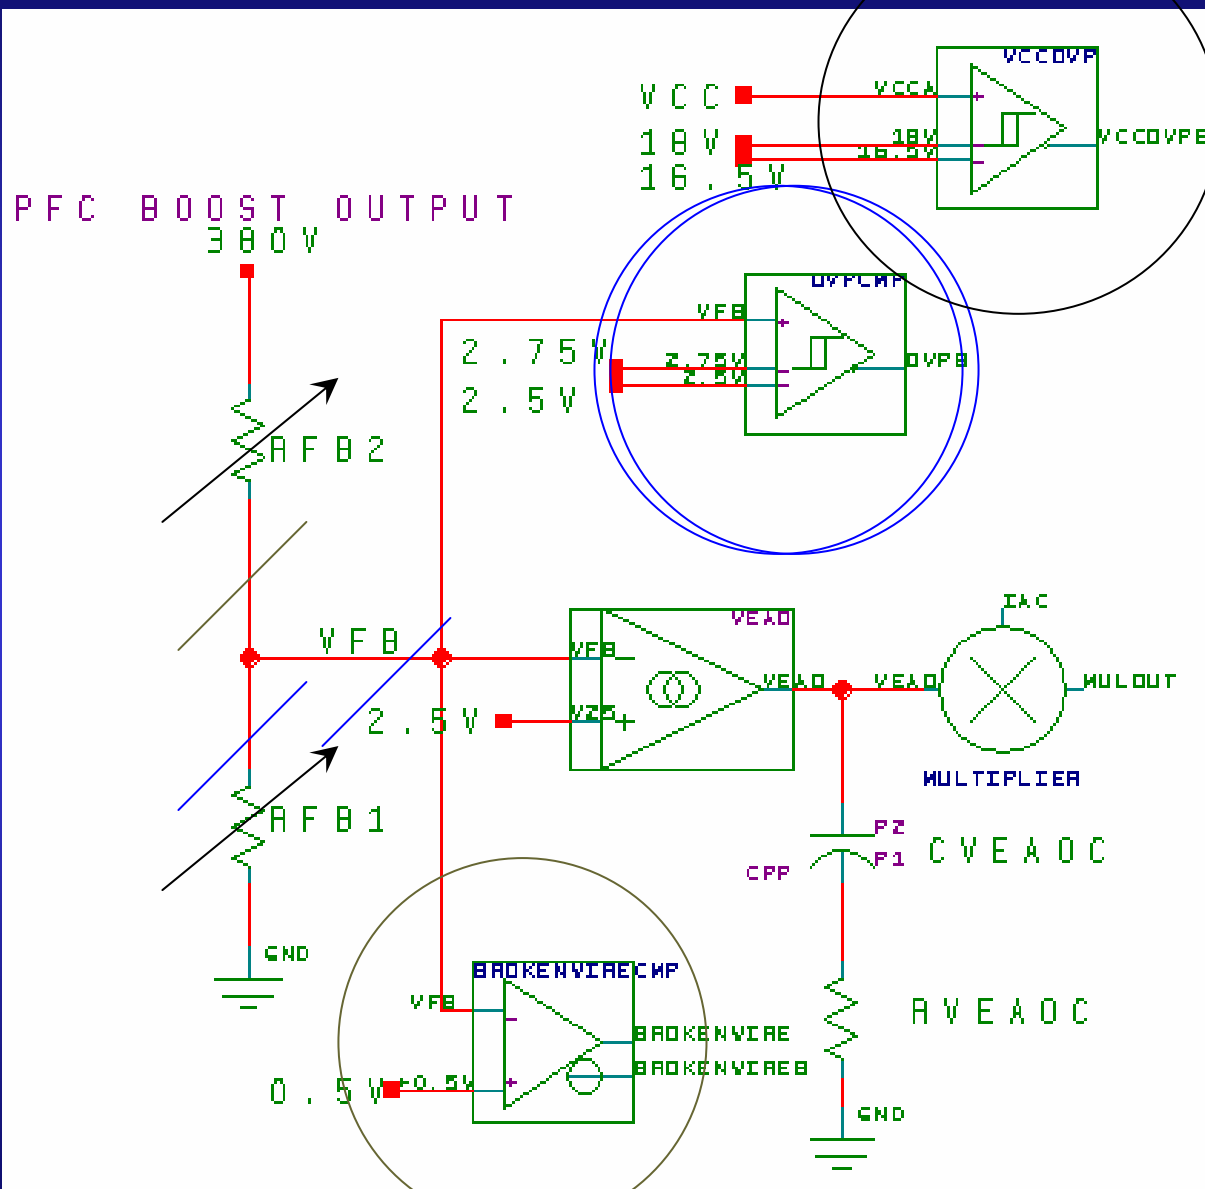 VCCOVP
VCC
VCCA
18V
18V
VCCOVPB
16.5V
16.5V
PFC BOOST OUTPUT
380V
OVPCMP
VFB
2.75V
2.75V
OVPB
2.5V
2.5V
RFB2
IAC
VEAO
VFB
VFB
VEAO
VEAO
MULOUT
2.5V
V25
MULTIPLIER
RFB1
P2
CVEAOC
P1
CPP
GND
BROKENWIRECMP
VFB
RVEAOC
BROKENWIRE
BROKENWIREB
0.5V
+0.5V
GND